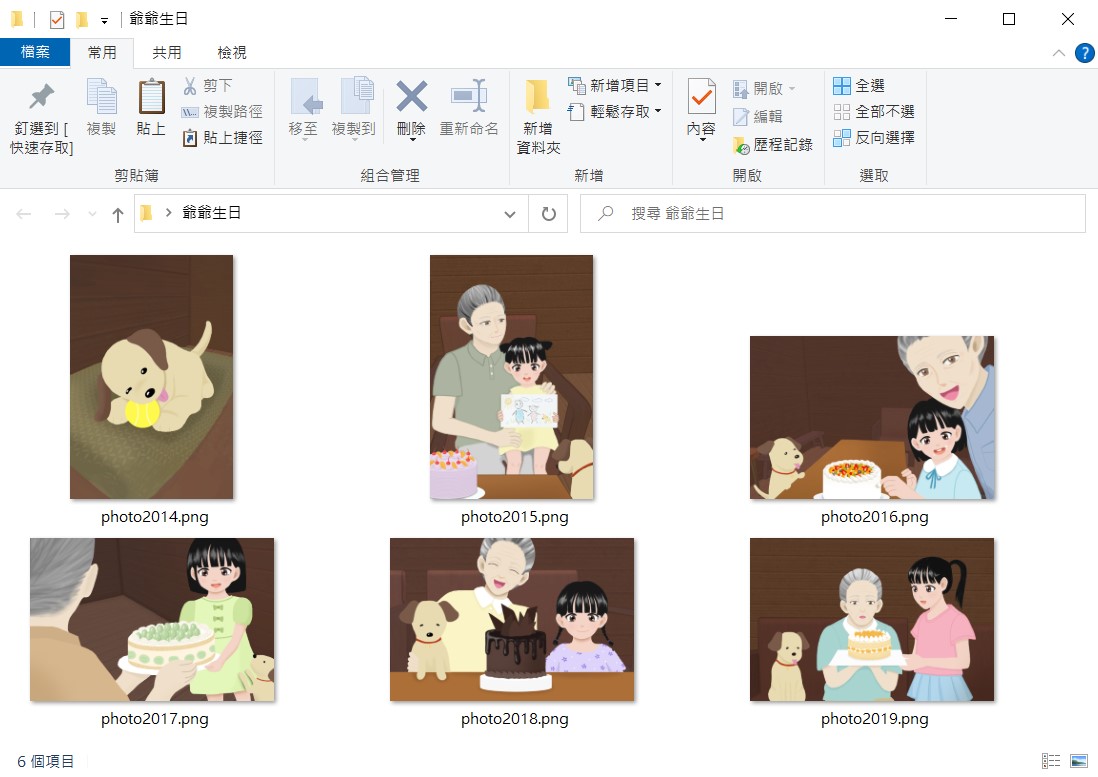 爺爺生日
檔案 常用 共用 檢視
釘選到 [
快速存取]
複製
貼上
剪下
複製路徑
貼上捷徑
剪貼簿
移至
複製到
刪除
重新命名
組合管理
新增
資料夾
新增項目
輕鬆存取
新增
內容
開啟
編輯
歷程記錄
開啟
全選
全部不選
反向選擇
選取
爺爺生日
搜尋 爺爺生日
photo2014.png
photo2015.png
photo2016.png
photo2017.png
photo2018.png
photo2019.png
6 個項目